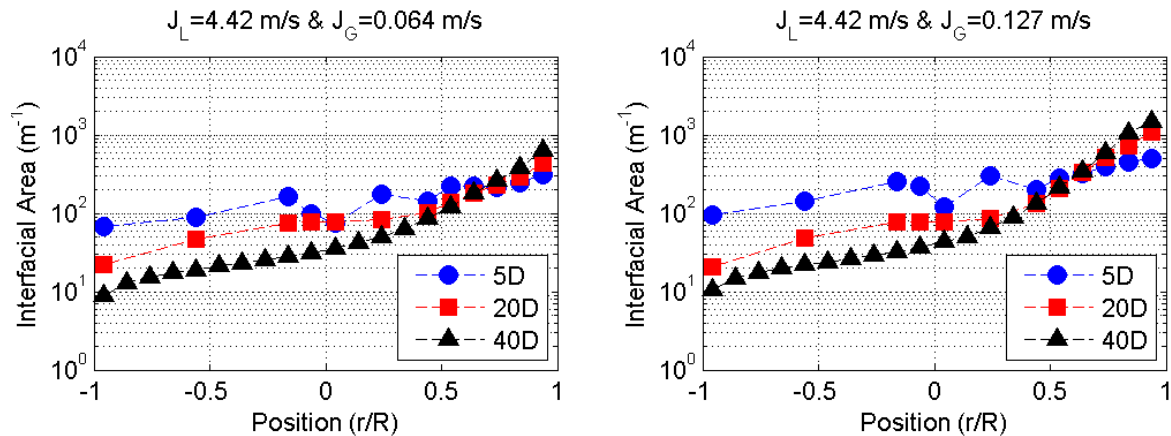 J_L=4.42 m/s & J_G=0.064 m/s
Interfacial Area (m^-1)
10^4
10^3
10^2
10^1
10^0
5D
20D
40D
-1 -0.5 0 0.5 1
Position (r/R)
J_L=4.42 m/s & J_G=0.127 m/s
Interfacial Area (m^-1)
10^4
10^3
10^2
10^1
10^0
5D
20D
40D
-1 -0.5 0 0.5 1
Position (r/R)